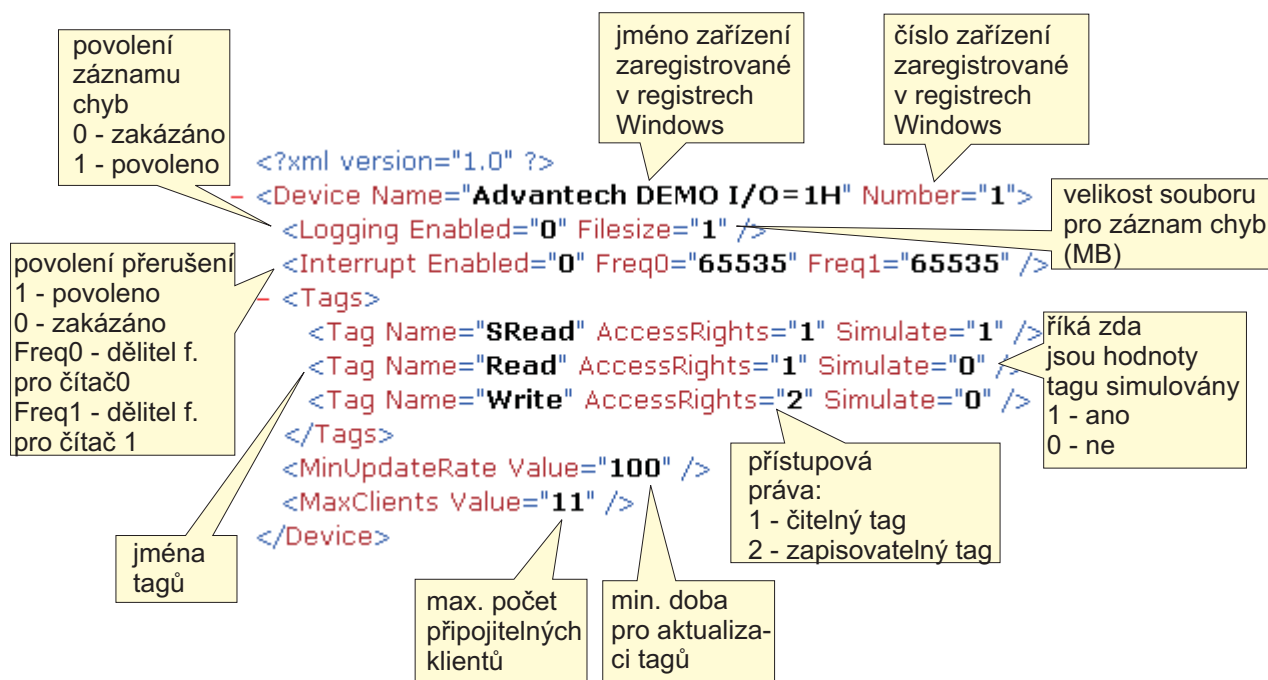 povolení
záznamu
chyb
0 - zakázáno
1 - povoleno
jméno zařízení
zaregistrované
v registrech
Windows
číslo zařízení
zaregistrované
v registrech
Windows
<?xml version="1.0" ?>
- <Device Name="Advantech DEMO I/O=1H" Number="1">
<Logging Enabled="0" Filesize="1" />
<Interrupt Enabled="0" Freq0="65535" Freq1="65535" />
- <Tags>
<Tag Name="SRead" AccessRights="1" Simulate="1" />
<Tag Name="Read" AccessRights="1" Simulate="0" />
<Tag Name="Write" AccessRights="2" Simulate="0" />
</Tags>
<MinUpdateRate Value="100" />
<MaxClients Value="11" />
</Device>
velikost souboru
pro záznam chyb
(MB)
povolení přerušení
1 - povoleno
0 - zakázáno
Freq0 - dělitel f.
pro čítač0
Freq1 - dělitel f.
pro čítač 1
říká zda
jsou hodnoty
tagu simulovány
1 - ano
0 - ne
přístupová
práva:
1 - čitelný tag
2 - zapisovatelný tag
jména
tagů
max. počet
připojitelných
klientů
min. doba
pro aktualiza-
ci tagů